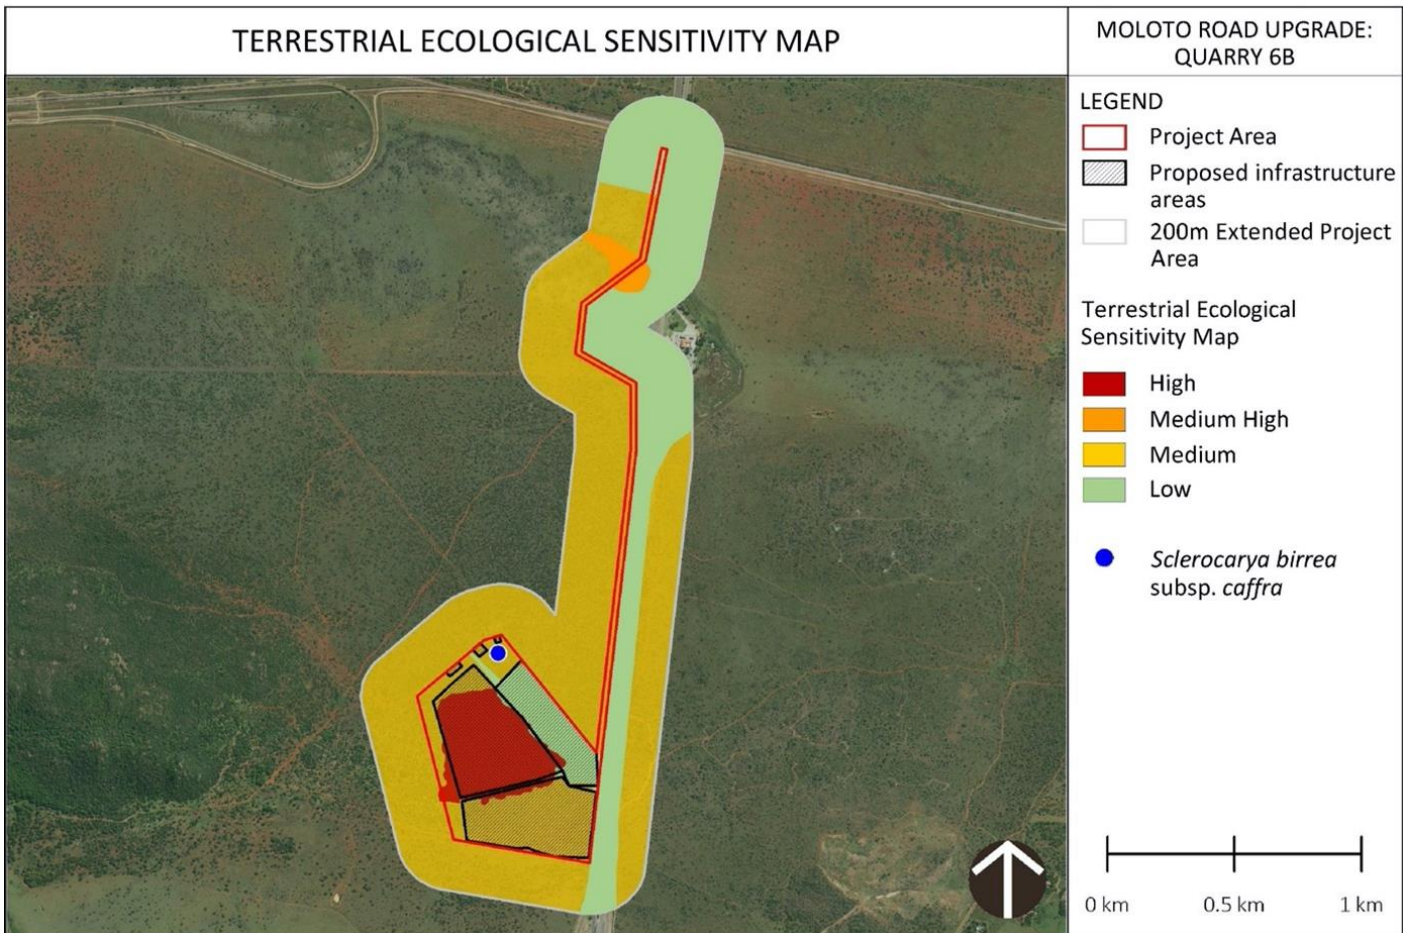 TERRESTRIAL ECOLOGICAL SENSITIVITY MAP
MOLOTO ROAD UPGRADE:
QUARRY 6B
LEGEND
Project Area
Proposed infrastructure
areas
200m Extended Project
Area
Terrestrial Ecological
Sensitivity Map
High
Medium High
Medium
Low
Sclerocarya birrea
subsp. caffra
0 km 0.5 km 1 km